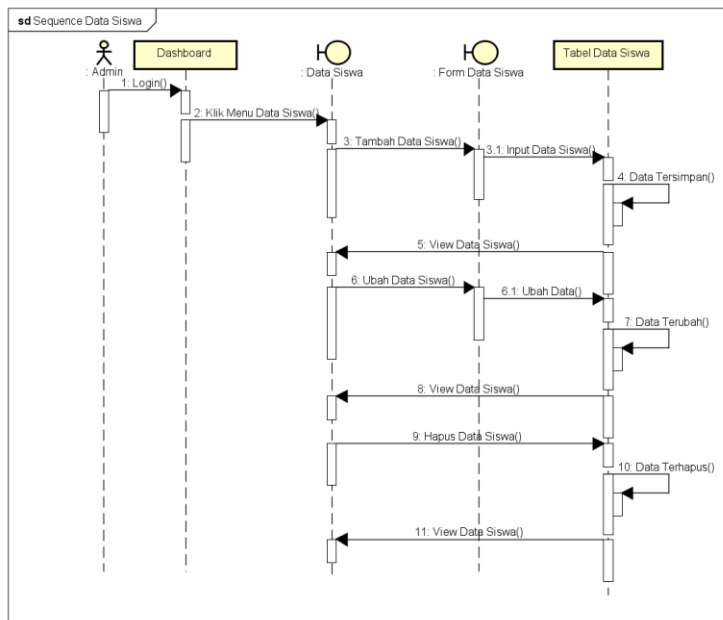 sd Sequence Data Siswa
: Admin
Dashboard
: Data Siswa
: Form Data Siswa
Tabel Data Siswa
1: Login()
2: Klik Menu Data Siswa()
3: Tambah Data Siswa()
3.1: Input Data Siswa()
4: Data Tersimpan()
5: View Data Siswa()
6: Ubah Data Siswa()
6.1: Ubah Data()
7: Data Terubah()
8: View Data Siswa()
9: Hapus Data Siswa()
10: Data Terhapus()
11: View Data Siswa()